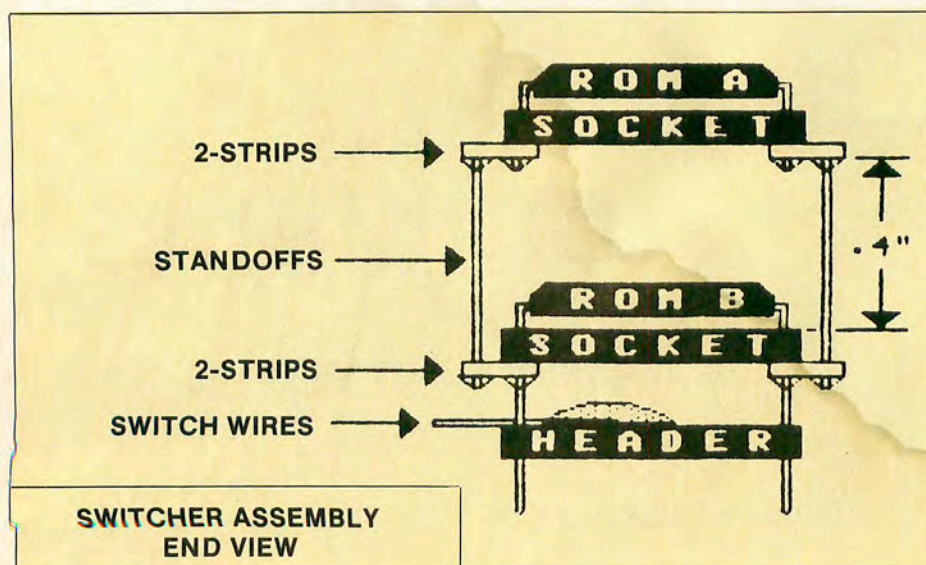 ROM A
SOCKET
2-STRIPS
.4"
STANDOFFS
ROM B
SOCKET
2-STRIPS
SWITCH WIRES
HEADER
SWITCHER ASSEMBLY
END VIEW